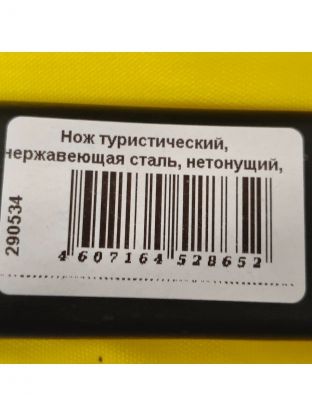 Нож туристический,
нержавеющая сталь, нетонущий,
290534
4 607164 528652